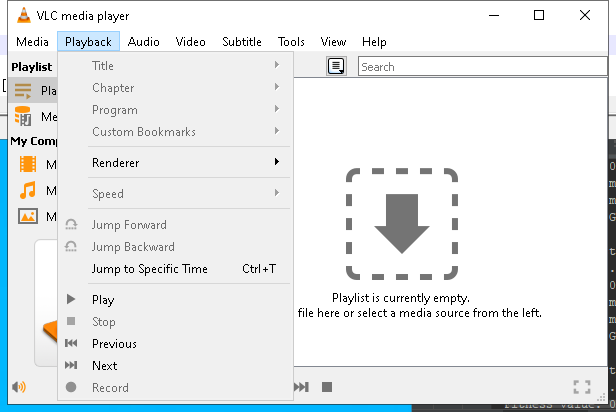 VLC media player
Media Playback Audio Video Subtitle Tools View Help
Playlist
Search
Pla
Me
My Comp
M
M
M
Title
Chapter
Program
Custom Bookmarks
Renderer
Speed
Jump Forward
Jump Backward
Jump to Specific Time Ctrl+T
Play
Stop
Previous
Next
Record
Playlist is currently empty.
file here or select a media source from the left.